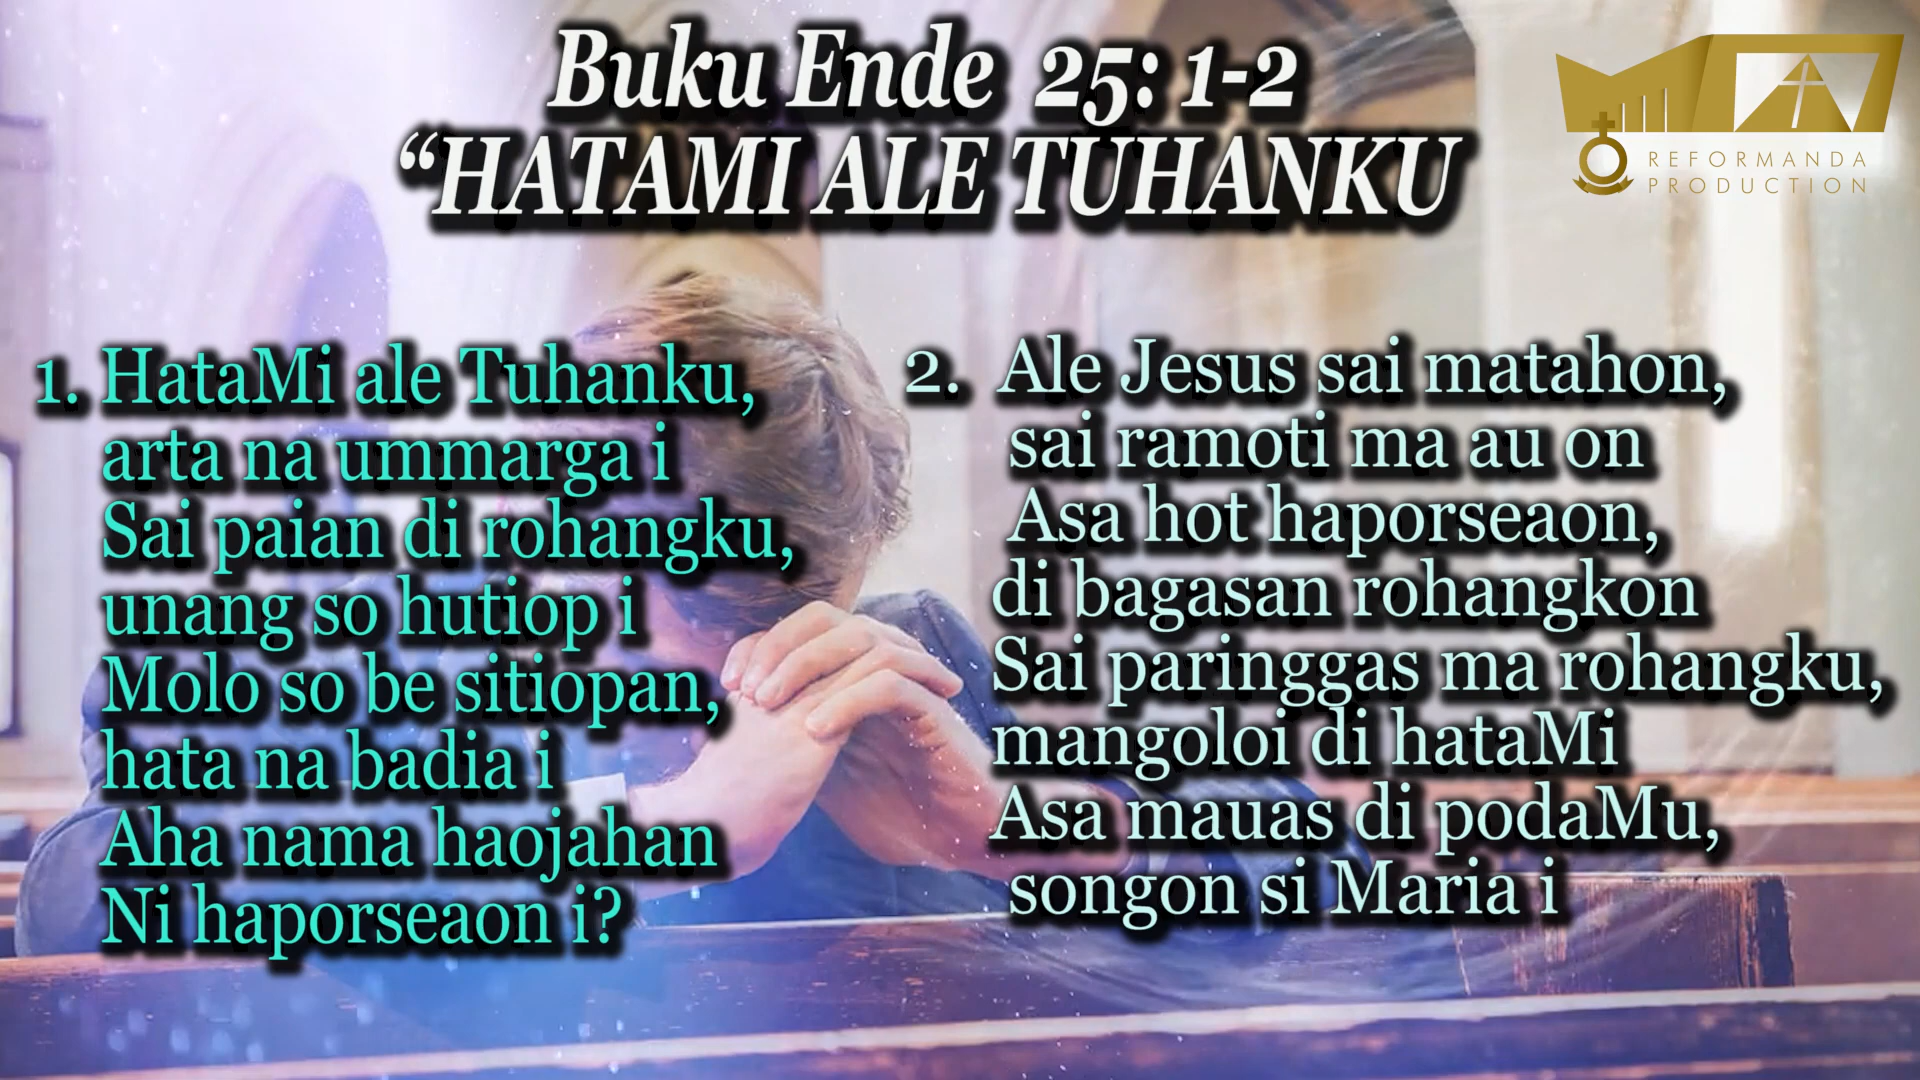 Buku Ende 25: 1-2
“HATAMI ALE TUHANKU
REFORMANDA
PRODUCTION
1. HataMi ale Tuhanku,
arta na ummarga i
Sai paian di rohangku,
unang so hutiop i
Molo so be sitiopan,
hata na badia i
Aha nama haojahan
Ni haporseaon i?
2. Ale Jesus sai matahon,
sai ramoti ma au on
Asa hot haporseaon,
di bagasan rohangkon
Sai paringgas ma rohangku,
mangoloi di hataMi
Asa mauas di podaMu,
songon si Maria i